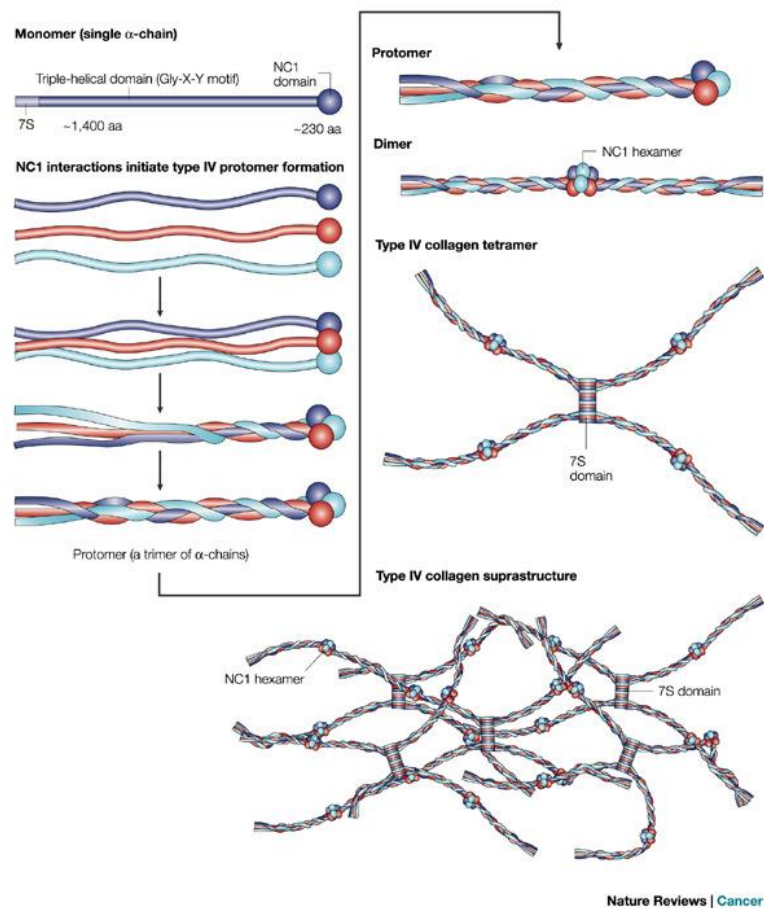 Monomer (single α-chain)
Triple-helical domain (Gly-X-Y motif)
NC1
domain
7S
~1,400 aa
~230 aa
NC1 interactions initiate type IV protomer formation
Protomer (a trimer of α-chains)
Protomer
Dimer
NC1 hexamer
Type IV collagen tetramer
7S
domain
Type IV collagen suprastructure
NC1 hexamer
7S domain
Nature Reviews | Cancer